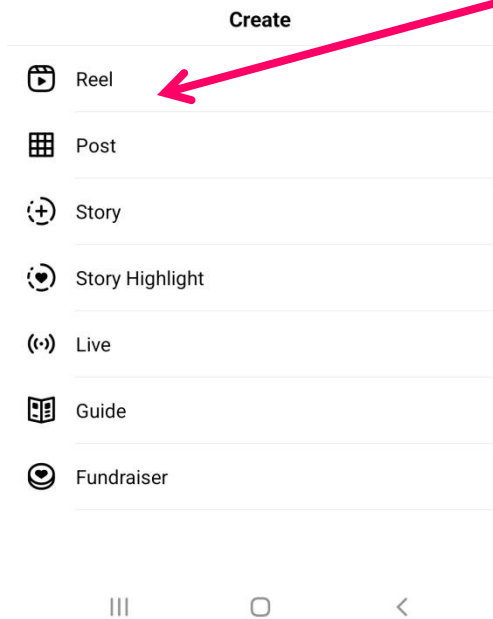 Create
Reel
Post
Story
Story Highlight
Live
Guide
Fundraiser